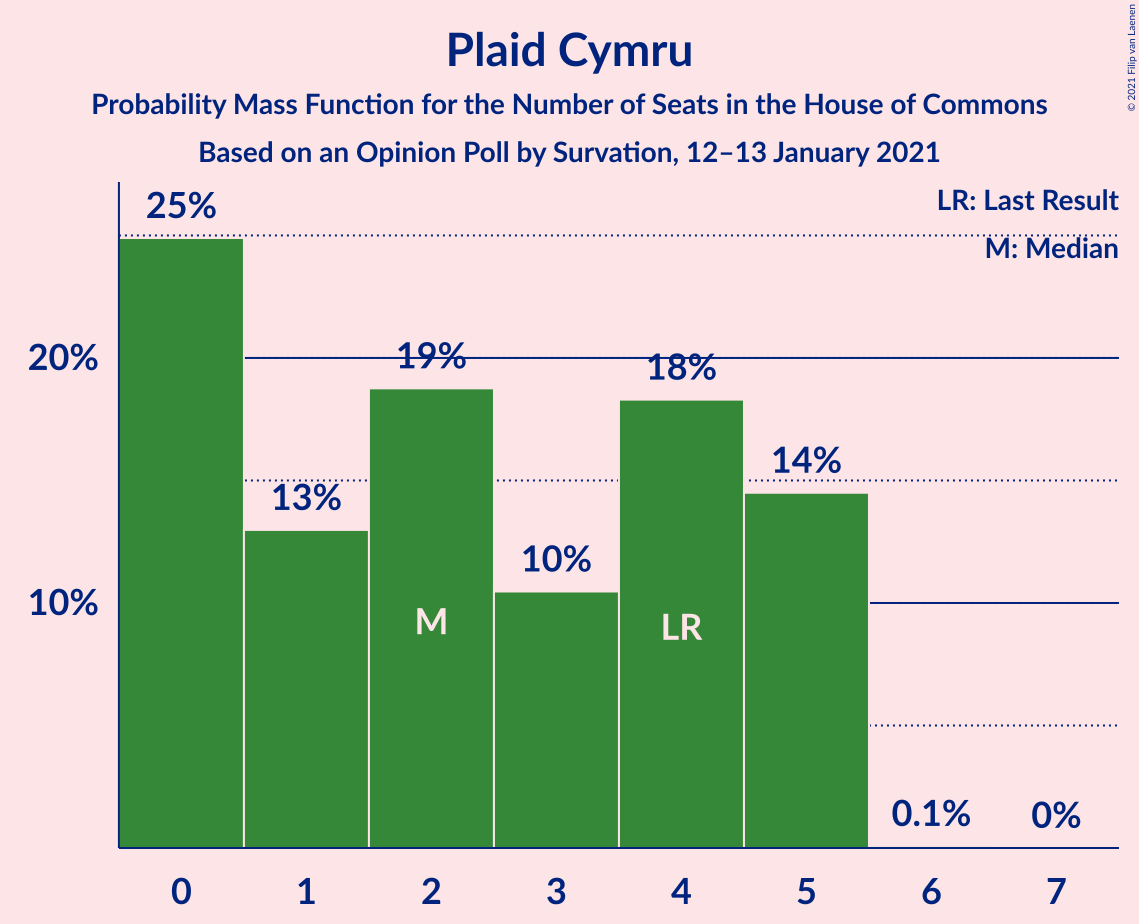 Plaid Cymru
Probability Mass Function for the Number of Seats in the House of Commons
Based on an Opinion Poll by Survation, 12–13 January 2021
© 2021 Filip van Laenen
LR: Last Result
M: Median
25%
20%
19%
18%
14%
13%
10%
10%
M
LR
0.1%
0%
0 1 2 3 4 5 6 7